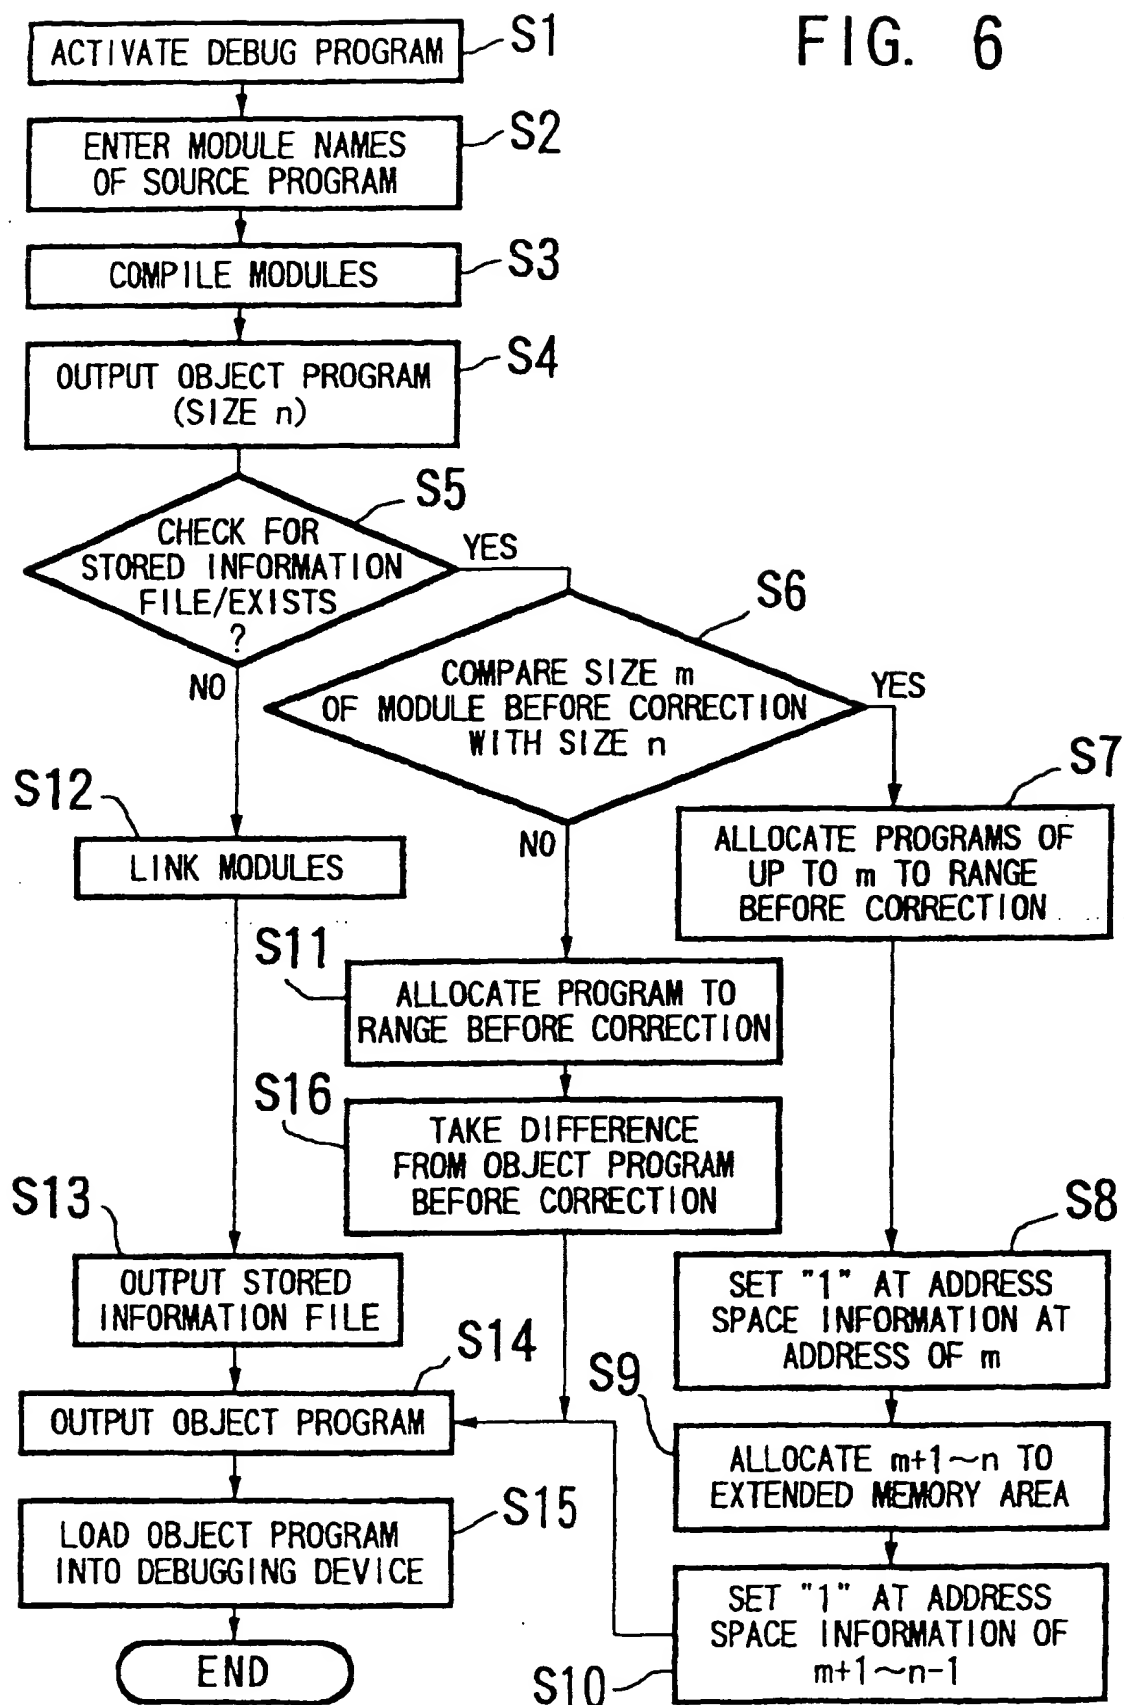 FIG. 6
ACTIVATE DEBUG PROGRAM
S1
ENTER MODULE NAMES
OF SOURCE PROGRAM
S2
COMPILE MODULES
S3
OUTPUT OBJECT PROGRAM
(SIZE n)
S4
CHECK FOR
STORED INFORMATION
FILE/EXISTS
?
S5
YES
NO
COMPARE SIZE m
OF MODULE BEFORE CORRECTION
WITH SIZE n
S6
YES
NO
S7
ALLOCATE PROGRAMS OF
UP TO m TO RANGE
BEFORE CORRECTION
S12
LINK MODULES
S11
ALLOCATE PROGRAM TO
RANGE BEFORE CORRECTION
S16
TAKE DIFFERENCE
FROM OBJECT PROGRAM
BEFORE CORRECTION
S13
OUTPUT STORED
INFORMATION FILE
S8
SET "1" AT ADDRESS
SPACE INFORMATION AT
ADDRESS OF m
S14
OUTPUT OBJECT PROGRAM
S9
ALLOCATE m+1~n TO
EXTENDED MEMORY AREA
S15
LOAD OBJECT PROGRAM
INTO DEBUGGING DEVICE
SET "1" AT ADDRESS
SPACE INFORMATION OF
m+1~n-1
S10
END